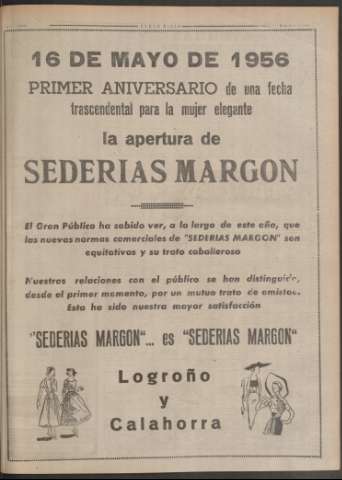 16 DE MAYO DE 1956
PRIMER ANIVERSARIO de una fecha
trascendental para la mujer elegante
la apertura de
SEDERIAS MARGON
El Gran Público ha sabido ver, a lo largo de este año, que
las nuevas normas comerciales de "SEDERIAS MARGON" son
equitativas y su trato caballeroso
Nuestras relaciones con el público se han distinguido,
desde el primer momento, por un mutuo trato de amistad.
Esta ha sido nuestra mayor satisfacción
"SEDERIAS MARGON"... es "SEDERIAS MARGON"
Logroño
y
Calahorra